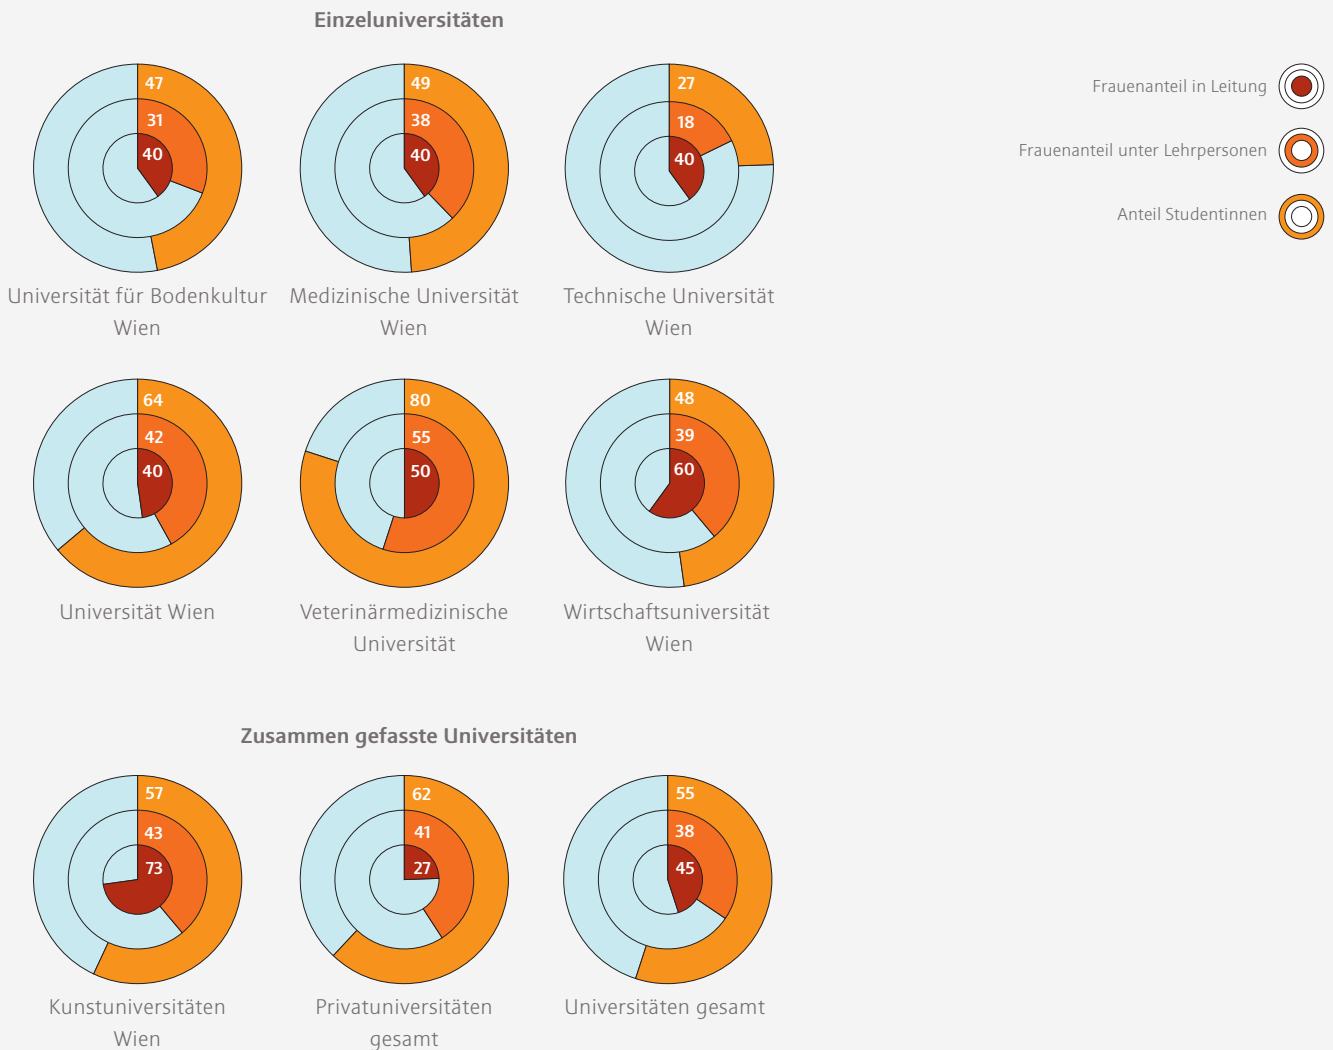 Einzeluniversitäten
47
31
40
Universität für Bodenkultur
Wien
49
38
40
Medizinische Universität
Wien
27
18
40
Technische Universität
Wien
Frauenanteil in Leitung
Frauenanteil unter Lehrpersonen
Anteil Studentinnen
64
42
40
Universität Wien
80
55
50
Veterinärmedizinische
Universität
48
39
60
Wirtschaftsuniversität
Wien
Zusammen gefasste Universitäten
57
43
73
Kunstuniversitäten
Wien
62
41
27
Privatuniversitäten
gesamt
55
38
45
Universitäten gesamt